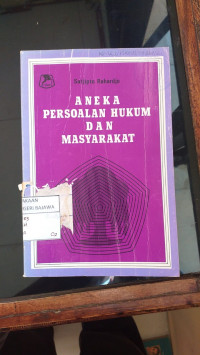 Satjipto Rahardjo
ANEKA
PERSOALAN HUKUM
DAN
MASYARAKAT